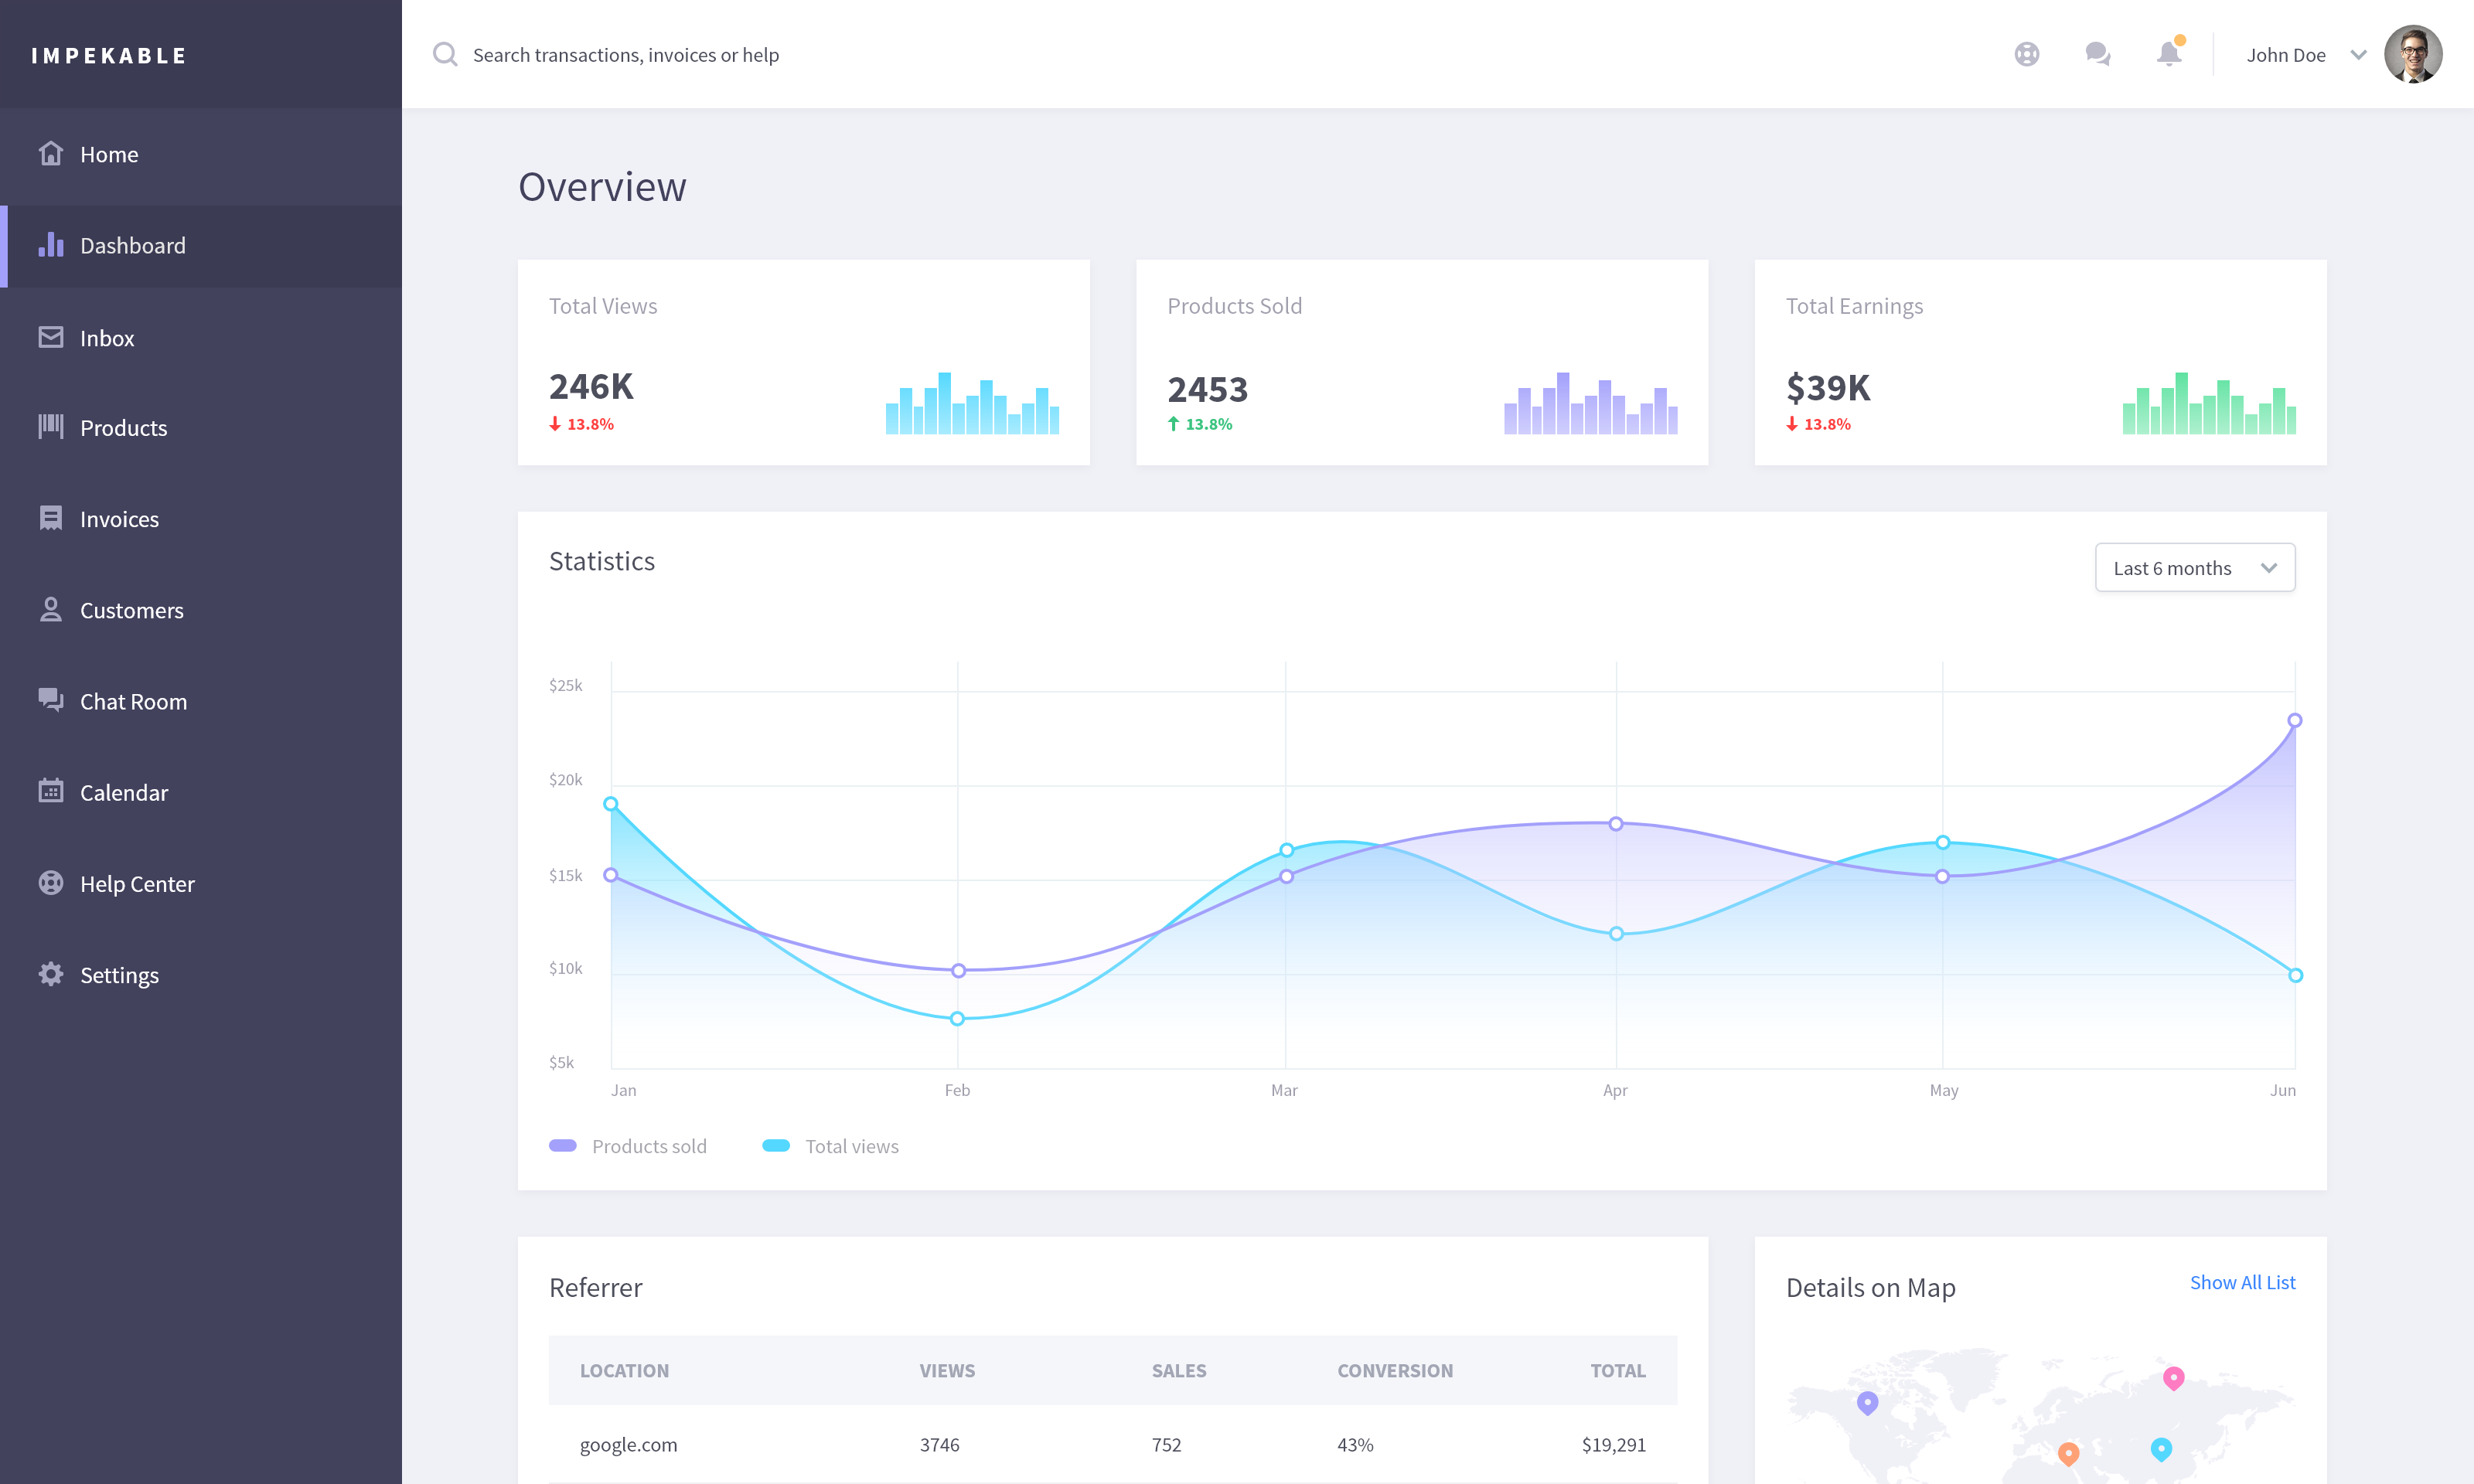 IMPEKABLE
Search transactions, invoices or help
John Doe
Home
Dashboard
Inbox
Products
Invoices
Customers
Chat Room
Calendar
Help Center
Settings
Overview
Total Views
246K
13.8%
Products Sold
2453
13.8%
Total Earnings
$39K
13.8%
Statistics
Last 6 months
$25k
$20k
$15k
$10k
$5k
Jan Feb Mar Apr May Jun
Products sold Total views
Referrer
LOCATION VIEWS SALES CONVERSION TOTAL
google.com 3746 752 43% $19,291
Details on Map
Show All List